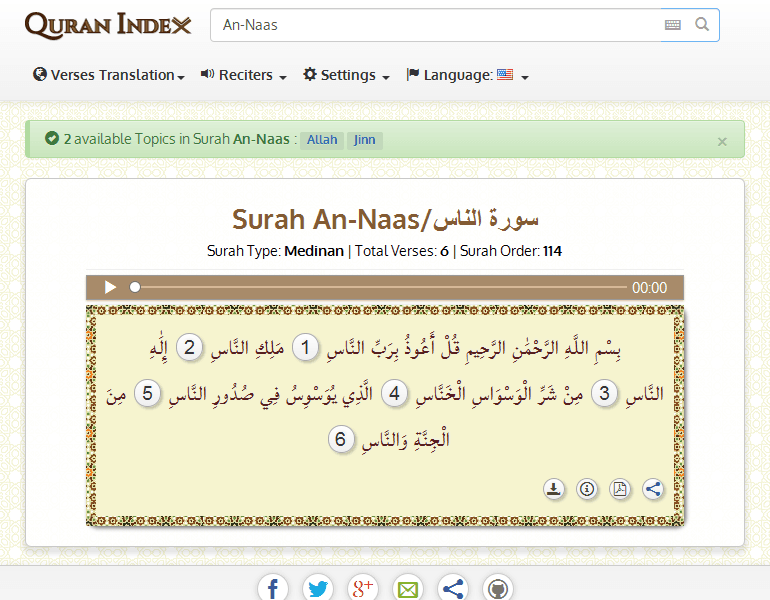 QURAN INDEX
An-Naas
Verses Translation Reciters Settings Language:
2 available Topics in Surah An-Naas : Allah Jinn ×
Surah An-Naas/سورة الناس
Surah Type: Medinan | Total Verses: 6 | Surah Order: 114
00:00
بِسْمِ اللَّهِ الرَّحْمَٰنِ الرَّحِيمِ قُلْ أَعُوذُ بِرَبِّ النَّاسِ 1 مَلِكِ النَّاسِ 2 إِلَٰهِ
النَّاسِ 3 مِنْ شَرِّ الْوَسْوَاسِ الْخَنَّاسِ 4 الَّذِي يُوَسْوِسُ فِي صُدُورِ النَّاسِ 5 مِنَ
الْجِنَّةِ وَالنَّاسِ 6